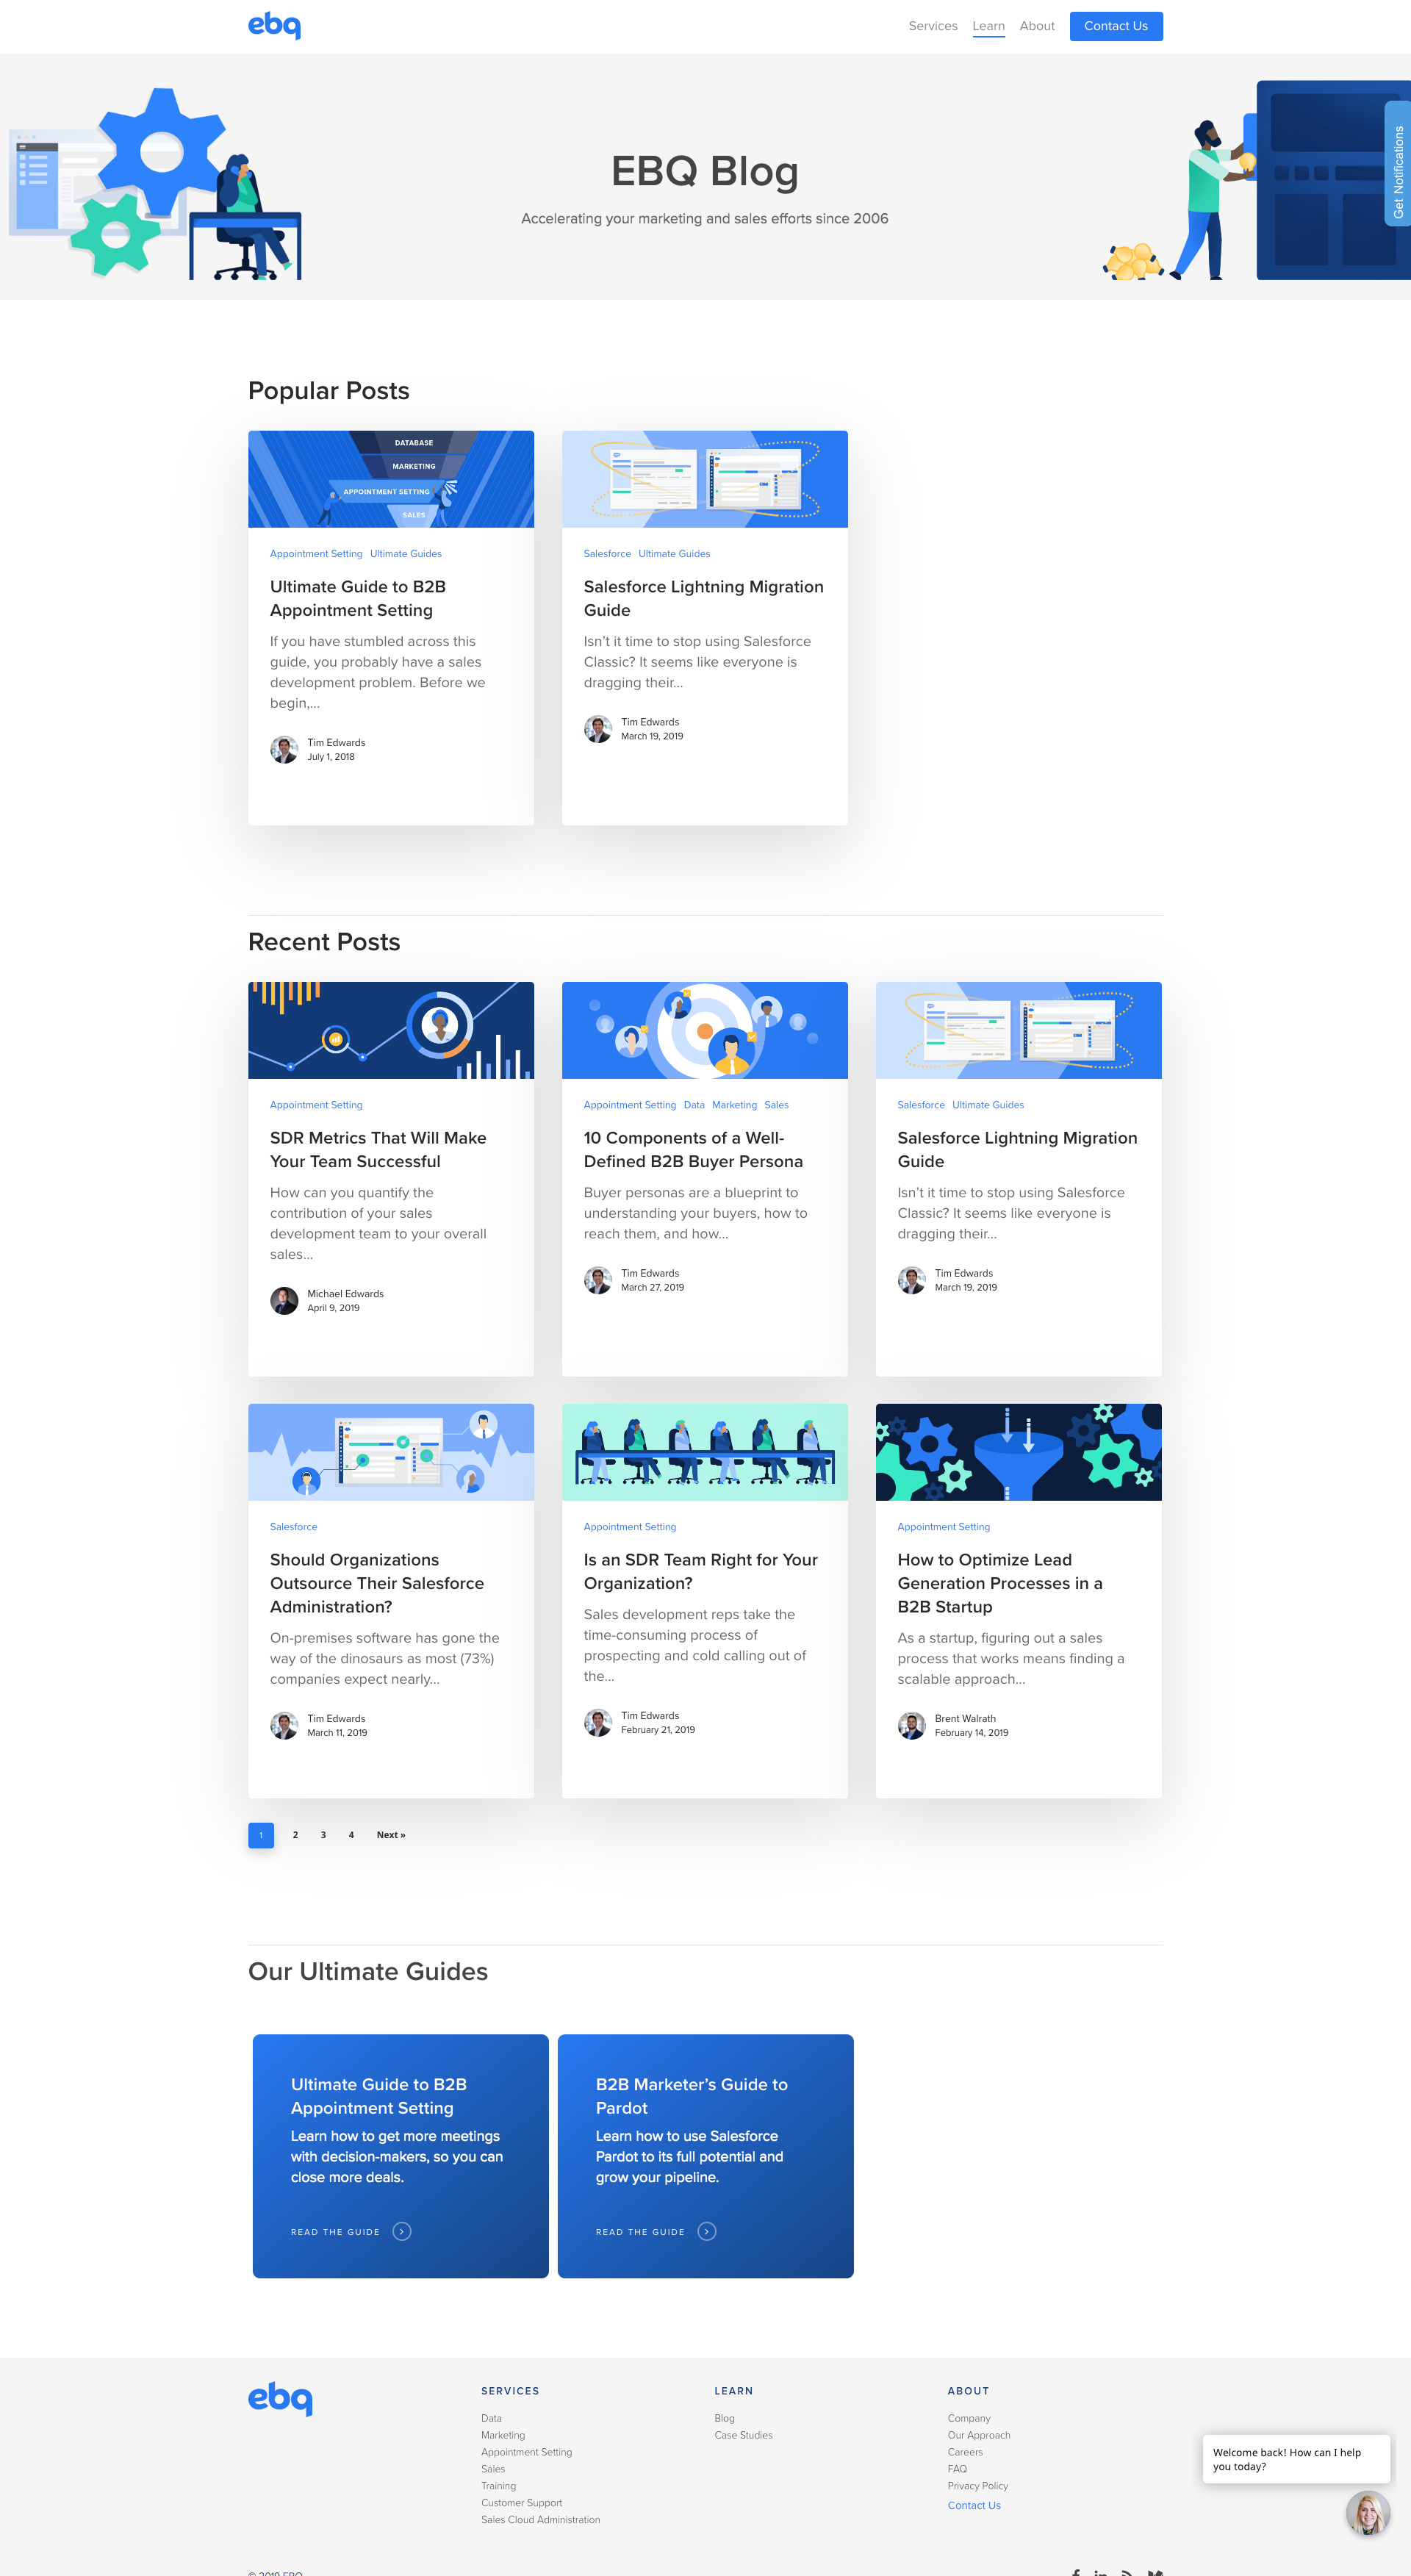 ebq
Services Learn About Contact Us
Get Notifications
EBQ Blog
Accelerating your marketing and sales efforts since 2006
Popular Posts
DATABASE
MARKETING
APPOINTMENT SETTING
SALES
Appointment Setting Ultimate Guides
Ultimate Guide to B2B
Appointment Setting
If you have stumbled across this
guide, you probably have a sales
development problem. Before we
begin,...
Tim Edwards
July 1, 2018
Salesforce Ultimate Guides
Salesforce Lightning Migration
Guide
Isn't it time to stop using Salesforce
Classic? It seems like everyone is
dragging their...
Tim Edwards
March 19, 2019
Recent Posts
Appointment Setting
SDR Metrics That Will Make
Your Team Successful
How can you quantify the
contribution of your sales
development team to your overall
sales...
Michael Edwards
April 9, 2019
Appointment Setting Data Marketing Sales
10 Components of a Well-
Defined B2B Buyer Persona
Buyer personas are a blueprint to
understanding your buyers, how to
reach them, and how...
Tim Edwards
March 27, 2019
Salesforce Ultimate Guides
Salesforce Lightning Migration
Guide
Isn't it time to stop using Salesforce
Classic? It seems like everyone is
dragging their...
Tim Edwards
March 19, 2019
Salesforce
Should Organizations
Outsource Their Salesforce
Administration?
On-premises software has gone the
way of the dinosaurs as most (73%)
companies expect nearly...
Tim Edwards
March 11, 2019
Appointment Setting
Is an SDR Team Right for Your
Organization?
Sales development reps take the
time-consuming process of
prospecting and cold calling out of
the...
Tim Edwards
February 21, 2019
Appointment Setting
How to Optimize Lead
Generation Processes in a
B2B Startup
As a startup, figuring out a sales
process that works means finding a
scalable approach...
Brent Walrath
February 14, 2019
1 2 3 4 Next »
Our Ultimate Guides
Ultimate Guide to B2B
Appointment Setting
Learn how to get more meetings
with decision-makers, so you can
close more deals.
READ THE GUIDE
B2B Marketer's Guide to
Pardot
Learn how to use Salesforce
Pardot to its full potential and
grow your pipeline.
READ THE GUIDE
ebq
SERVICES
Data
Marketing
Appointment Setting
Sales
Training
Customer Support
Sales Cloud Administration
LEARN
Blog
Case Studies
ABOUT
Company
Our Approach
Careers
FAQ
Privacy Policy
Contact Us
Welcome back! How can I help
you today?
© 2019 EBQ